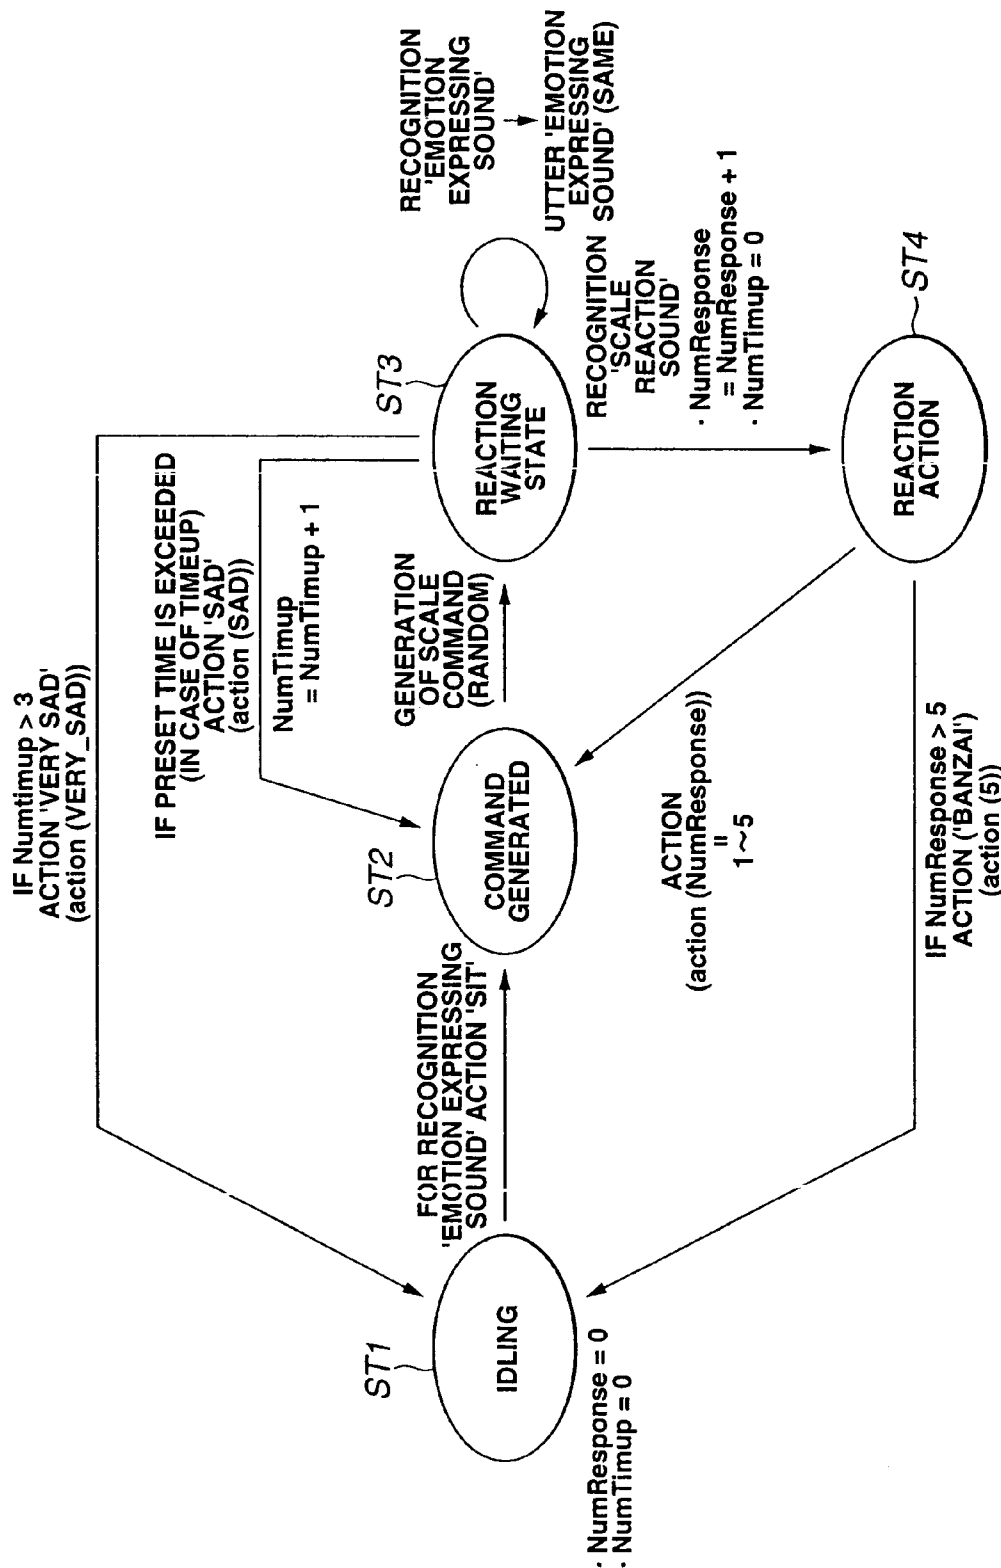 IF Numtimup > 3
ACTION 'VERY SAD'
(action (VERY_SAD))
IF PRESET TIME IS EXCEEDED
(IN CASE OF TIMEUP)
ACTION 'SAD'
(action (SAD))
NumTimup
= NumTimup + 1
ST1
IDLING
· NumResponse = 0
· NumTimup = 0
FOR RECOGNITION
'EMOTION EXPRESSING
SOUND' ACTION 'SIT'
ST2
COMMAND
GENERATED
GENERATION
OF SCALE
COMMAND
(RANDOM)
ST3
REACTION
WAITING
STATE
RECOGNITION
'EMOTION
EXPRESSING
SOUND'
UTTER 'EMOTION
EXPRESSING
SOUND' (SAME)
RECOGNITION
'SCALE
REACTION
SOUND'
· NumResponse
= NumResponse + 1
· NumTimup = 0
ACTION
(action (NumResponse))
=
1~5
ST4
REACTION
ACTION
IF NumResponse > 5
ACTION ('BANZAI')
(action (5))